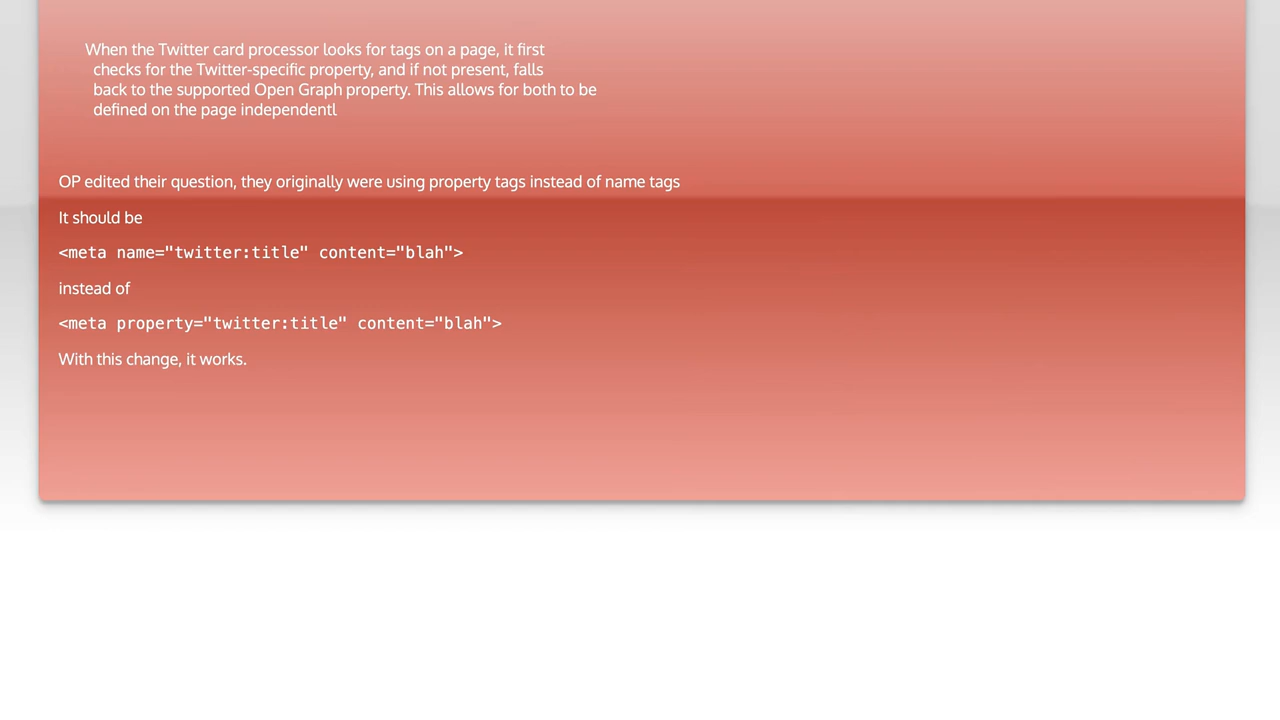 When the Twitter card processor looks for tags on a page, it first
checks for the Twitter-specific property, and if not present, falls
back to the supported Open Graph property. This allows for both to be
defined on the page independentl
OP edited their question, they originally were using property tags instead of name tags
It should be
<meta name="twitter:title" content="blah">
instead of
<meta property="twitter:title" content="blah">
With this change, it works.